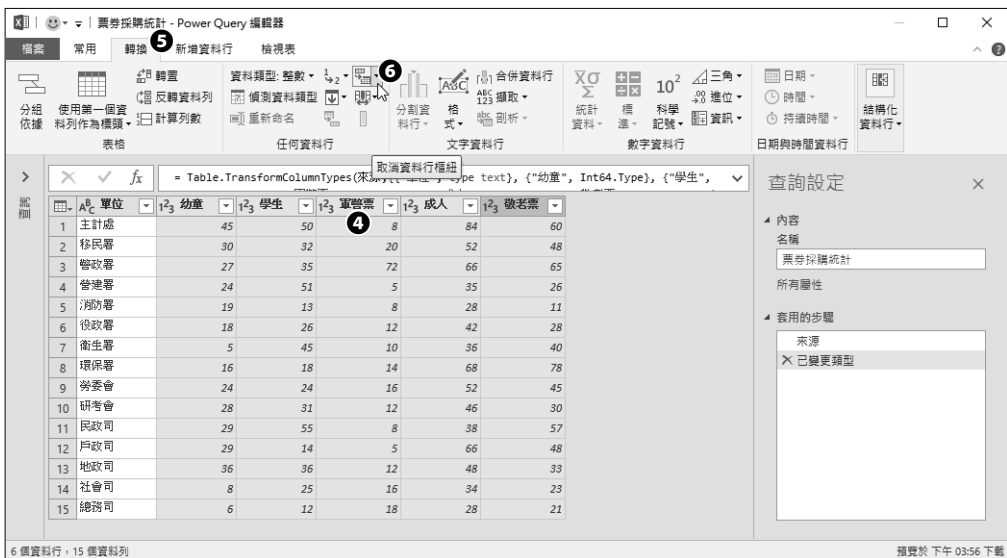 票券採購統計 - Power Query 編輯器
檔案 常用 轉換 5 新增資料行 檢視表
分組依據
使用第一個資料列作為標頭
轉置
反轉資料列
計算列數
表格
資料類型: 整數
偵測資料類型
重新命名
任何資料行
6
分割資料行
格式
合併資料行
擷取
剖析
文字資料行
統計資料
標準
科學記號
三角
進位
資訊
數字資料行
日期
時間
持續時間
日期與時間資料行
結構化資料行
取消資料行樞紐
查詢
= Table.TransformColumnTypes(來源,{{"單位", type text}, {"幼童", Int64.Type}, {"學生",
單位 幼童 學生 軍警票 成人 敬老票
4
1 主計處 45 50 8 84 60
2 移民署 30 32 20 52 48
3 警政署 27 35 72 66 65
4 營建署 24 51 5 35 26
5 消防署 19 13 8 28 11
6 役政署 18 26 12 42 28
7 衛生署 5 45 10 36 40
8 環保署 16 18 14 68 78
9 勞委會 24 24 16 52 45
10 研考會 28 31 12 46 30
11 民政司 29 55 8 38 57
12 戶政司 29 14 5 66 48
13 地政司 36 36 12 48 33
14 社會司 8 25 16 34 23
15 總務司 6 12 18 28 21
查詢設定
內容
名稱
票券採購統計
所有屬性
套用的步驟
來源
已變更類型
6 個資料行，15 個資料列
預覽於 下午 03:56 下載